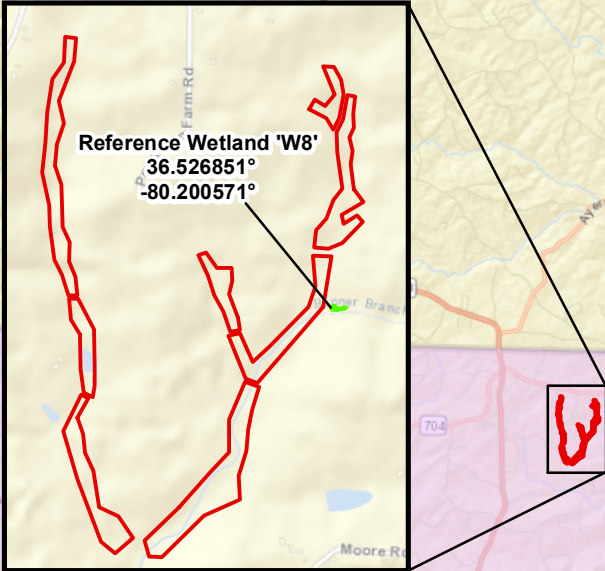 Farm Rd
Reference Wetland 'W8'
36.526851°
-80.200571°
Branch
704
Moore Rd